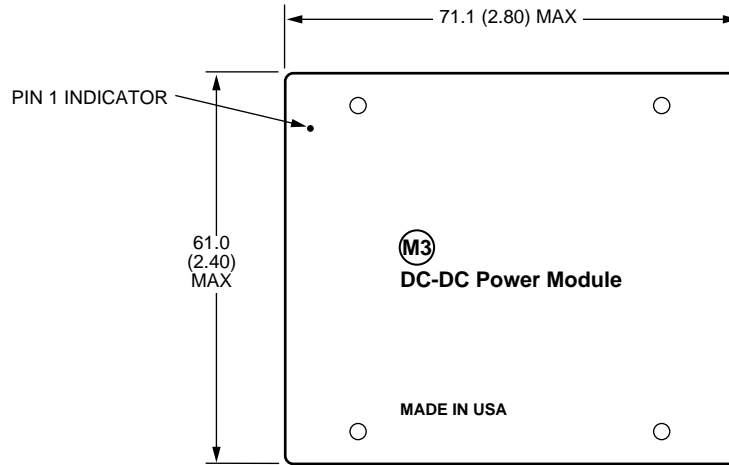 71.1 (2.80) MAX
PIN 1 INDICATOR
61.0
(2.40)
MAX
M3
DC-DC Power Module
MADE IN USA